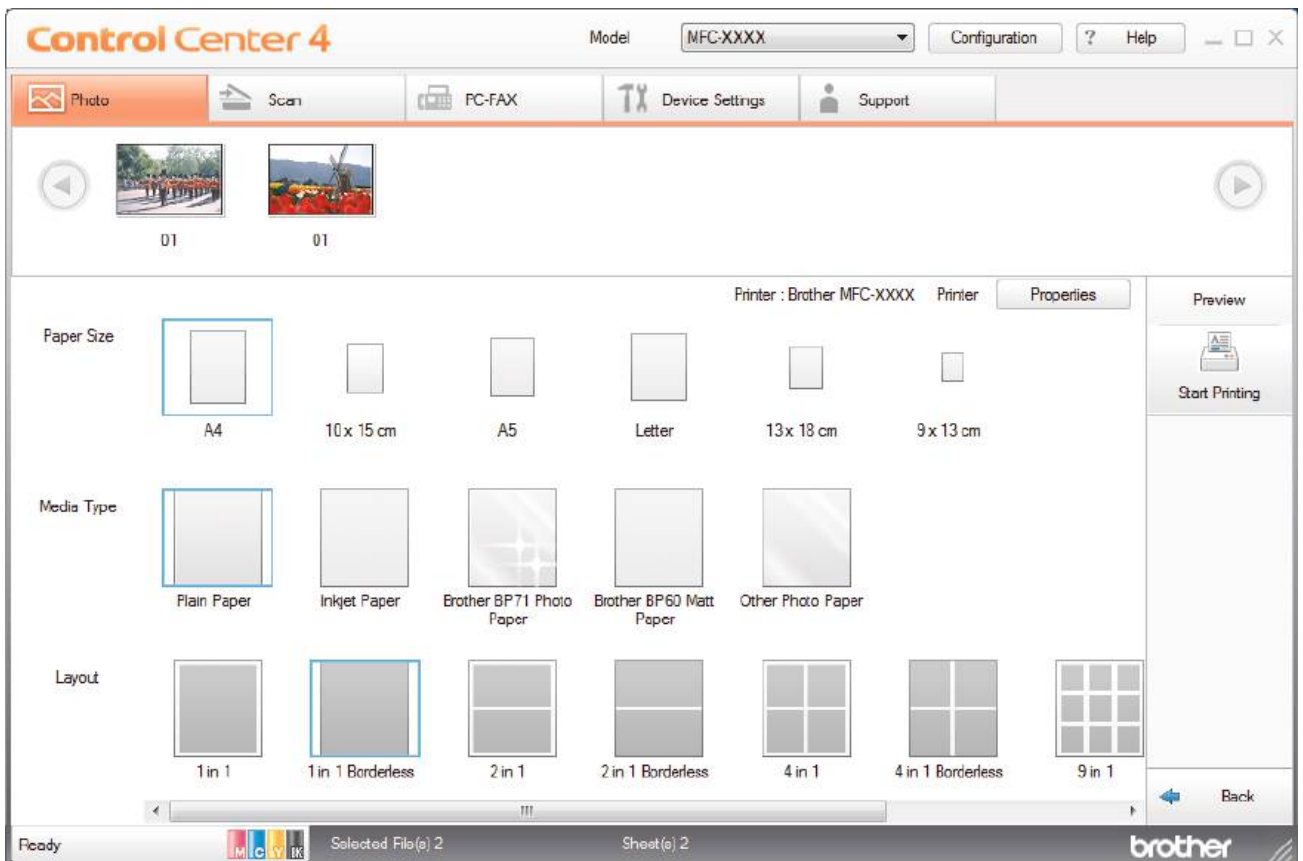 Control Center 4 Model MFC-XXXX Configuration ? Help
Photo Scan PC-FAX Device Settings Support
01 01
Printer : Brother MFC-XXXX Printer Properties Preview
Paper Size
Start Printing
A4 10 x 15 cm A5 Letter 13 x 18 cm 9 x 13 cm
Media Type
Plain Paper Inkjet Paper Brother BP71 Photo Brother BP60 Matt Other Photo Paper
Paper Paper
Layout
1 in 1 1 in 1 Borderless 2 in 1 2 in 1 Borderless 4 in 1 4 in 1 Borderless 9 in 1
Back
Ready M C Y BK Selected File(s) 2 Sheet(s) 2 brother